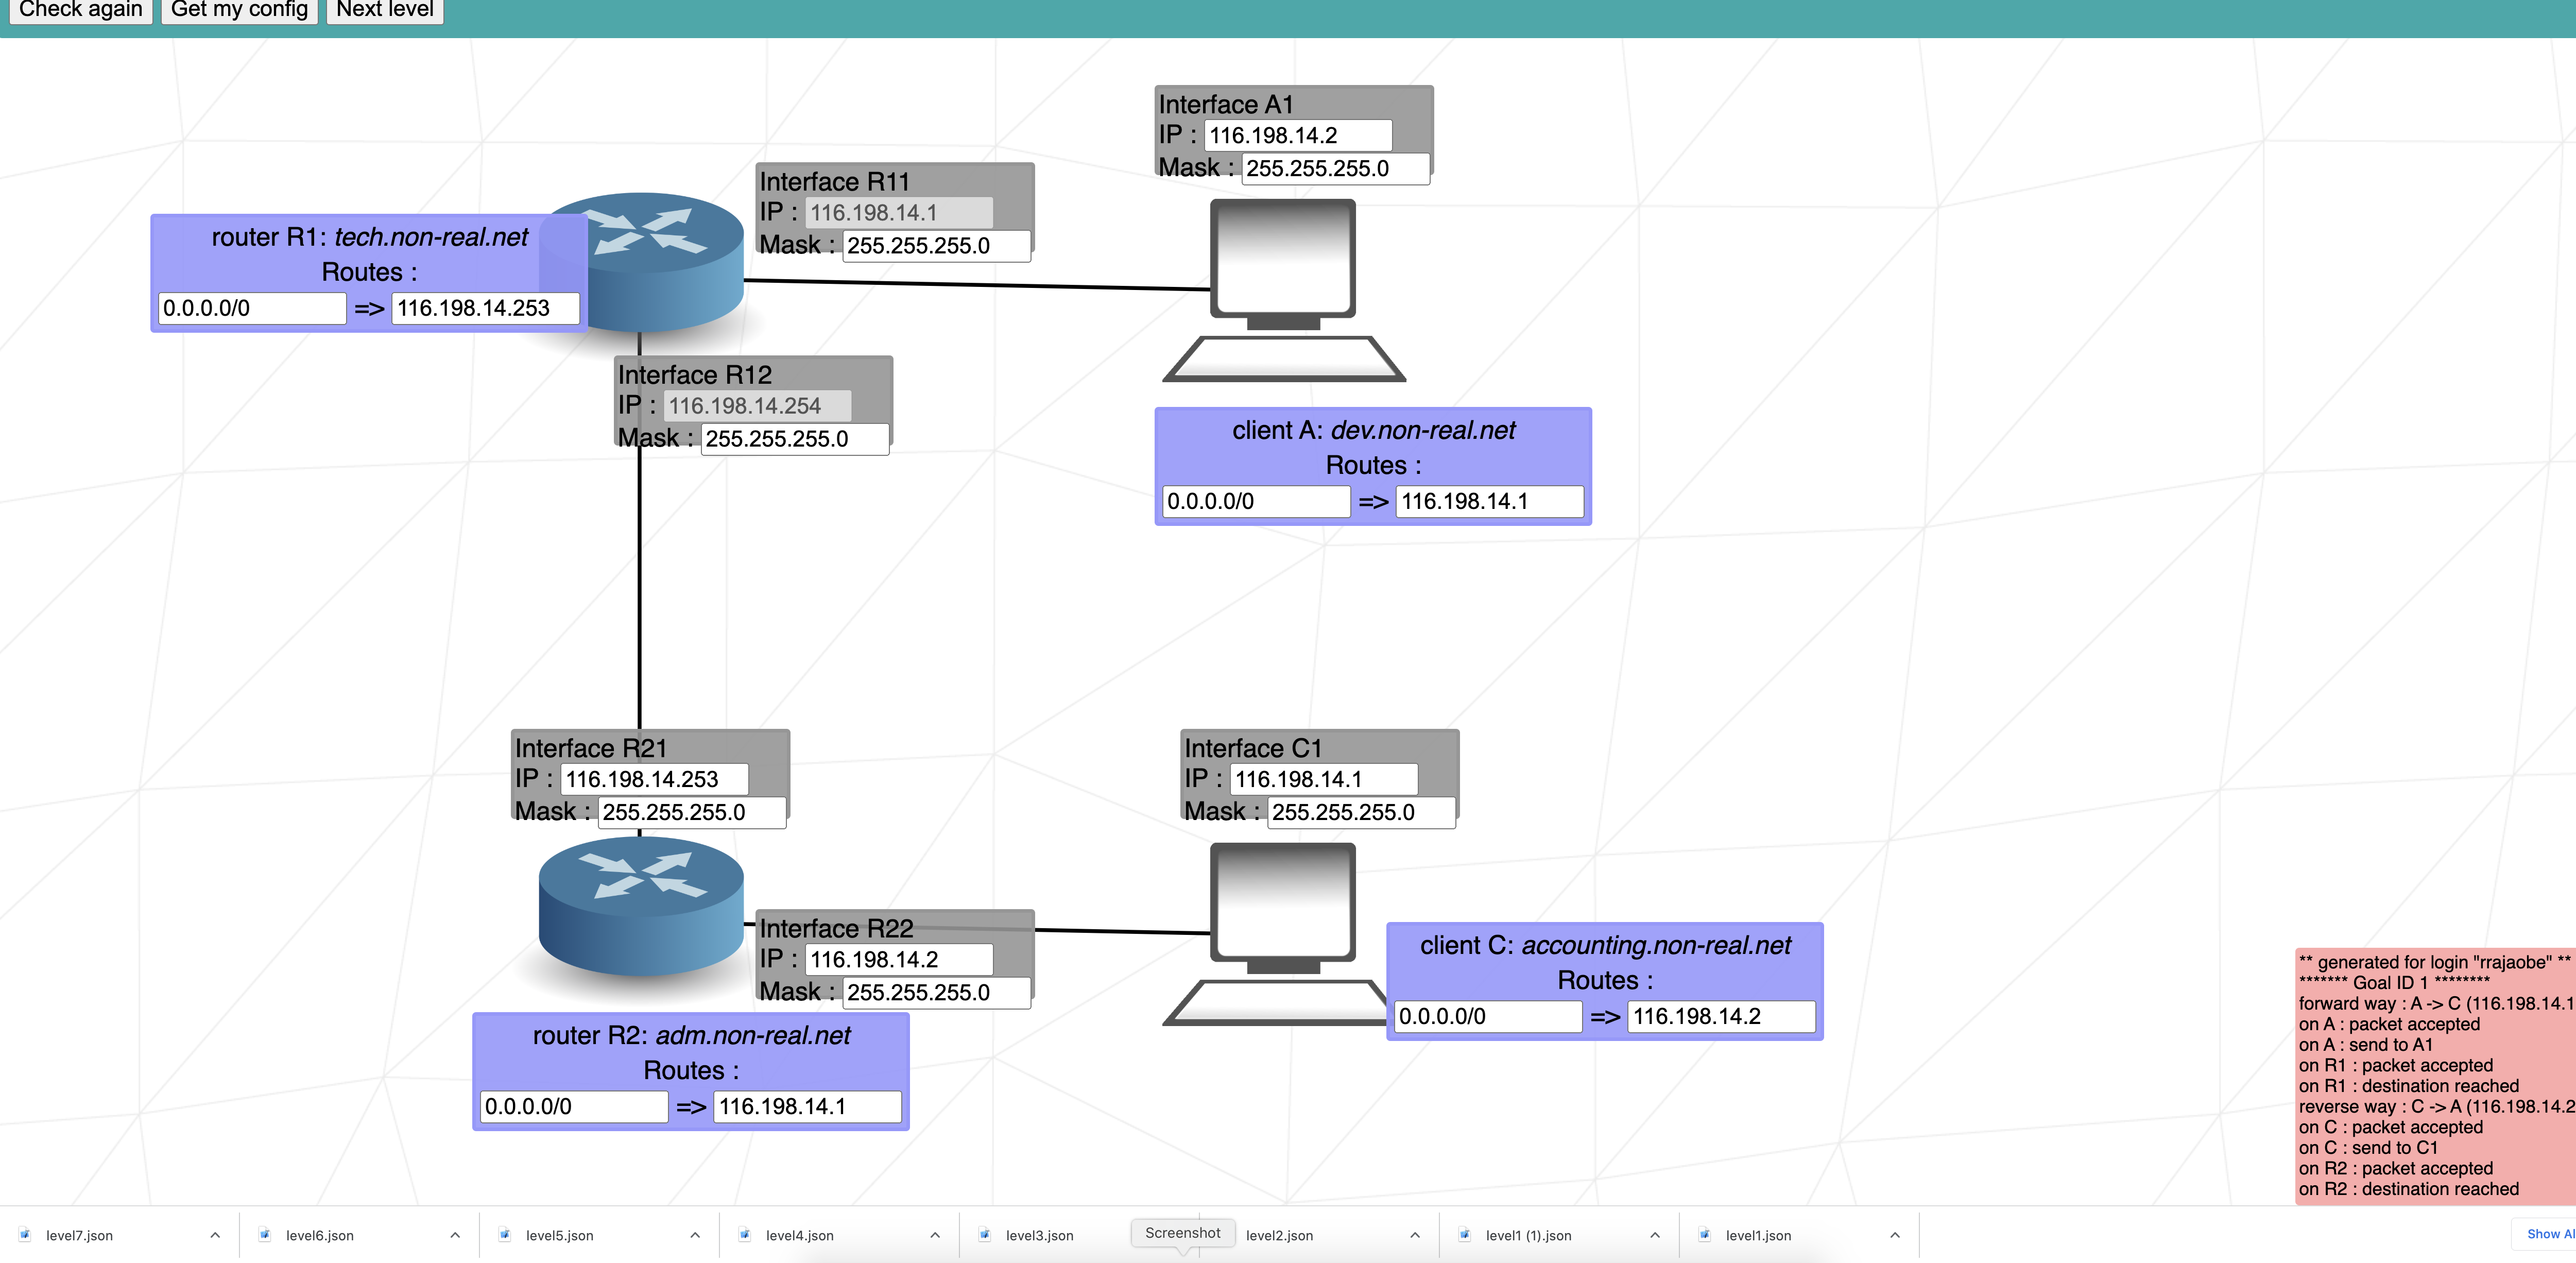 Check again
Get my config
Next level
Interface A1
IP : 116.198.14.2
Mask : 255.255.255.0
Interface R11
IP : 116.198.14.1
Mask : 255.255.255.0
router R1: tech.non-real.net
Routes :
0.0.0.0/0 => 116.198.14.253
Interface R12
IP : 116.198.14.254
Mask : 255.255.255.0
client A: dev.non-real.net
Routes :
0.0.0.0/0 => 116.198.14.1
Interface R21
IP : 116.198.14.253
Mask : 255.255.255.0
Interface C1
IP : 116.198.14.1
Mask : 255.255.255.0
Interface R22
IP : 116.198.14.2
Mask : 255.255.255.0
client C: accounting.non-real.net
Routes :
0.0.0.0/0 => 116.198.14.2
router R2: adm.non-real.net
Routes :
0.0.0.0/0 => 116.198.14.1
** generated for login "rrajaobe" **
******* Goal ID 1 ********
forward way : A -> C (116.198.14.1
on A : packet accepted
on A : send to A1
on R1 : packet accepted
on R1 : destination reached
reverse way : C -> A (116.198.14.2
on C : packet accepted
on C : send to C1
on R2 : packet accepted
on R2 : destination reached
level7.json
level6.json
level5.json
level4.json
level3.json
Screenshot
level2.json
level1 (1).json
level1.json
Show Al